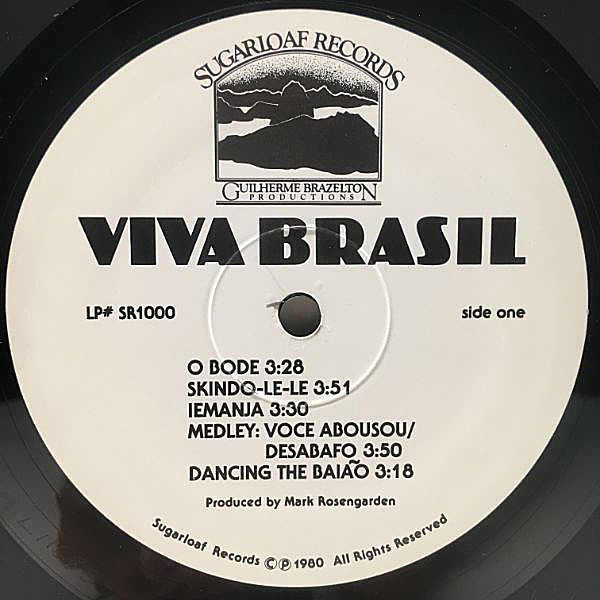 SUGARLOAF RECORDS
GUILHERME BRAZELTON
PRODUCTIONS
VIVA BRASIL
LP# SR1000
side one
O BODE 3:28
SKINDO-LE-LE 3:51
IEMANJA 3:30
MEDLEY: VOCE ABOUSOU/
DESABAFO 3:50
DANCING THE BAIÃO 3:18
Produced by Mark Rosengarden
Sugarloaf Records ©℗ 1980 All Rights Reserved